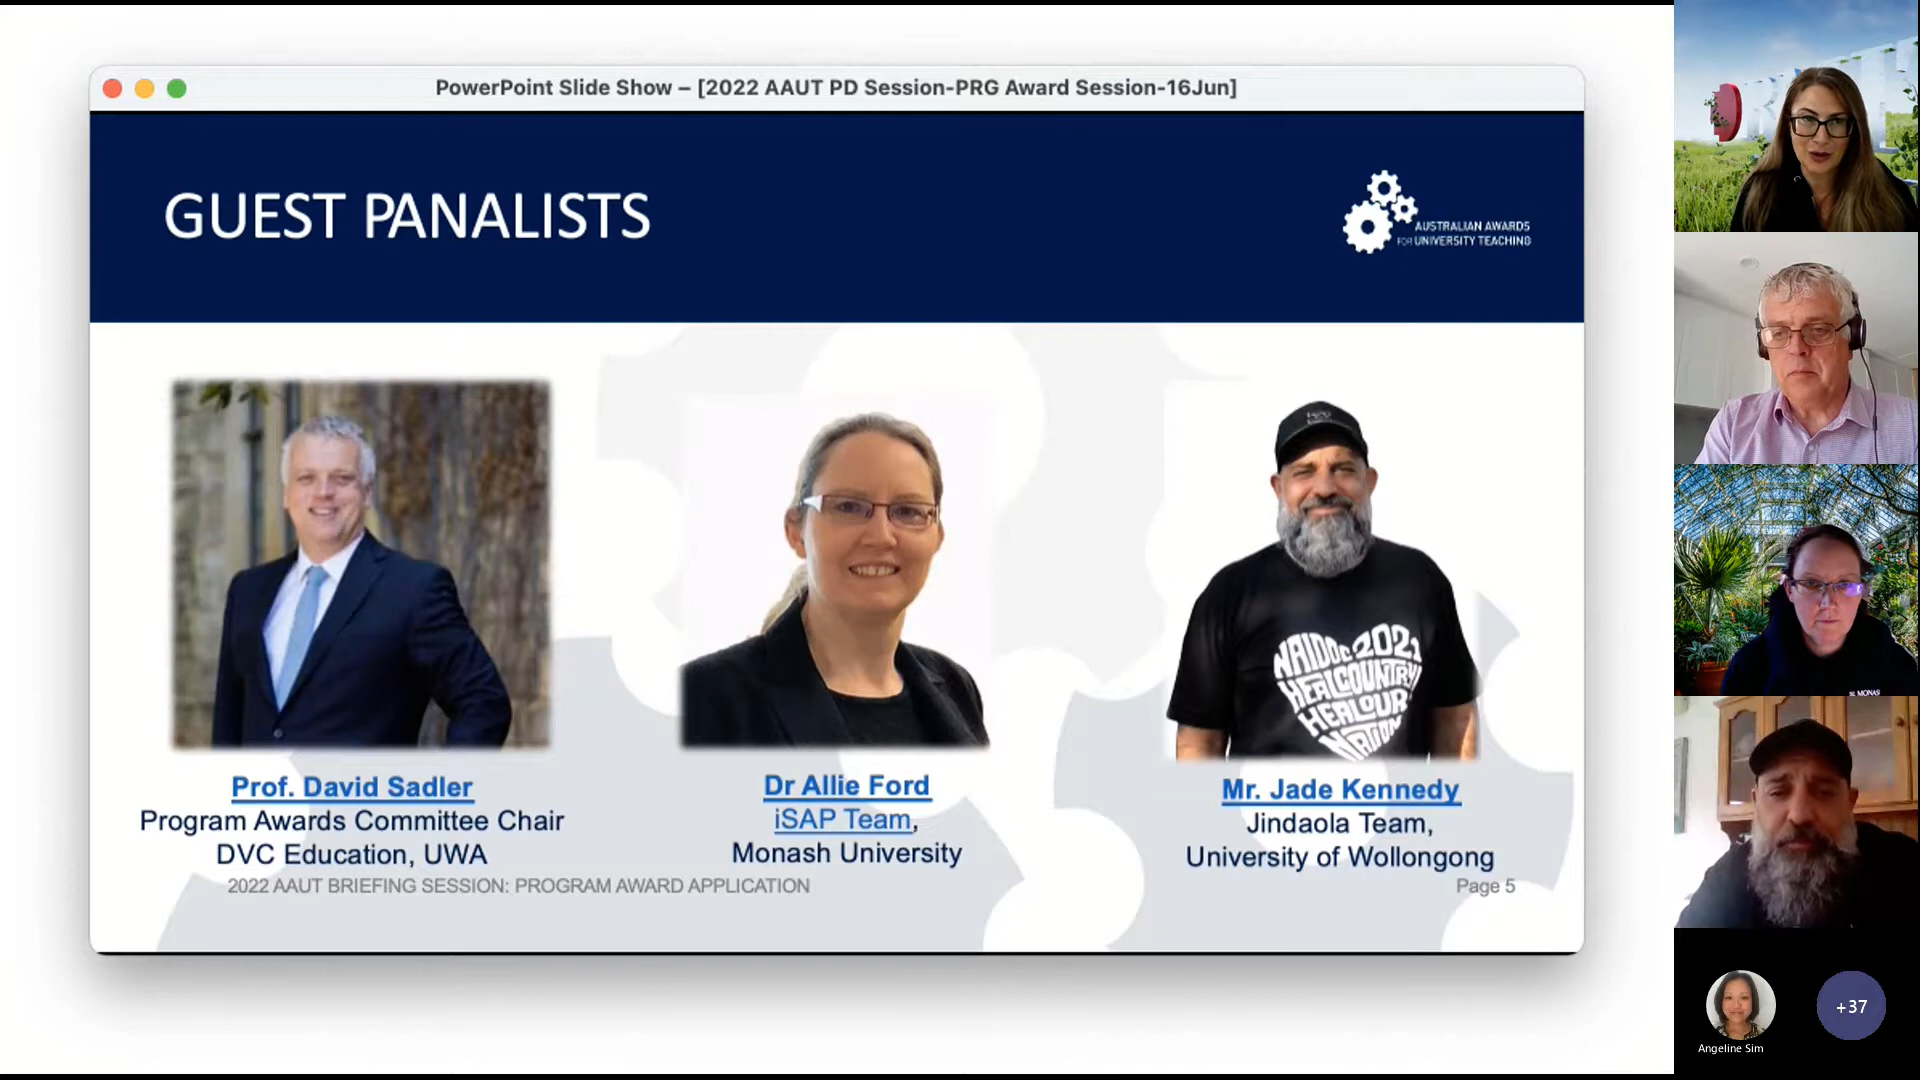 PowerPoint Slide Show – [2022 AAUT PD Session-PRG Award Session-16Jun]
GUEST PANALISTS
AUSTRALIAN AWARDS
FOR UNIVERSITY TEACHING
NAIDOC 2021
HEAL COUNTRY
HEAL OUR
NATION
Prof. David Sadler
Program Awards Committee Chair
DVC Education, UWA
Dr Allie Ford
iSAP Team,
Monash University
Mr. Jade Kennedy
Jindaola Team,
University of Wollongong
2022 AAUT BRIEFING SESSION: PROGRAM AWARD APPLICATION
Page 5
+37
Angeline Sim